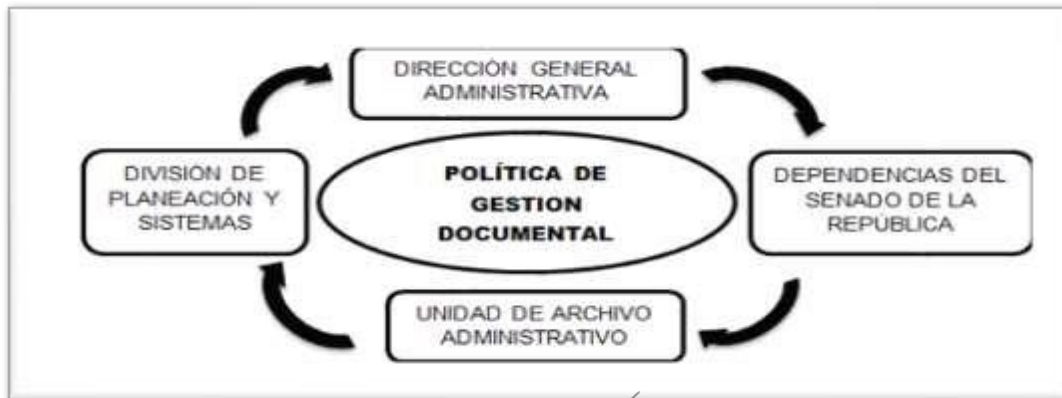 DIRECCIÓN GENERAL
ADMINISTRATIVA
DIVISIÓN DE
PLANEACIÓN Y
SISTEMAS
POLÍTICA DE
GESTION
DOCUMENTAL
DEPENDENCIAS DEL
SENADO DE LA
REPÚBLICA
UNIDAD DE ARCHIVO
ADMINISTRATIVO